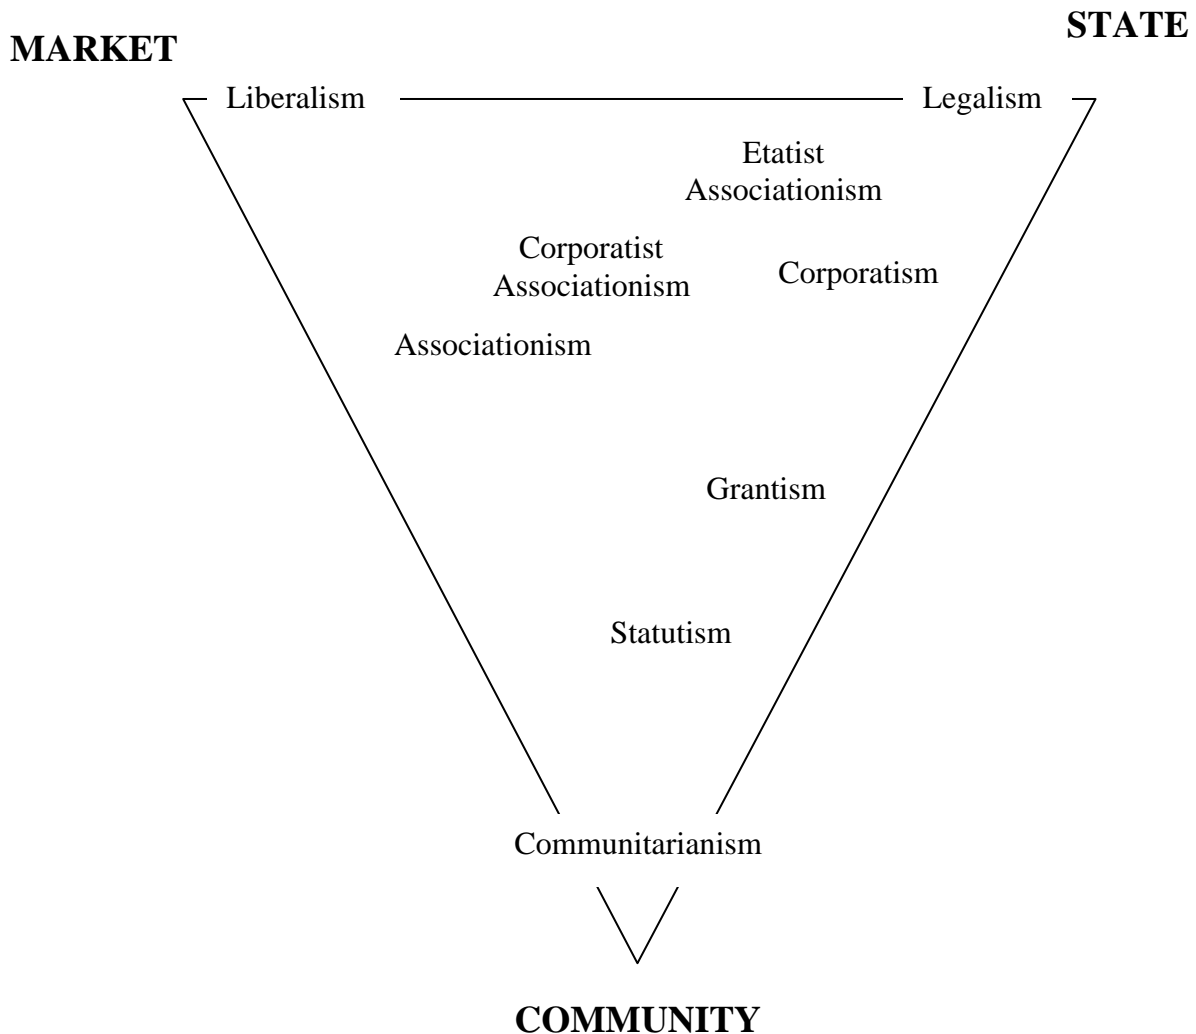 STATE
MARKET
Liberalism
Legalism
Etatist
Associationism
Corporatist
Associationism
Corporatism
Associationism
Grantism
Statutism
Communitarianism
COMMUNITY